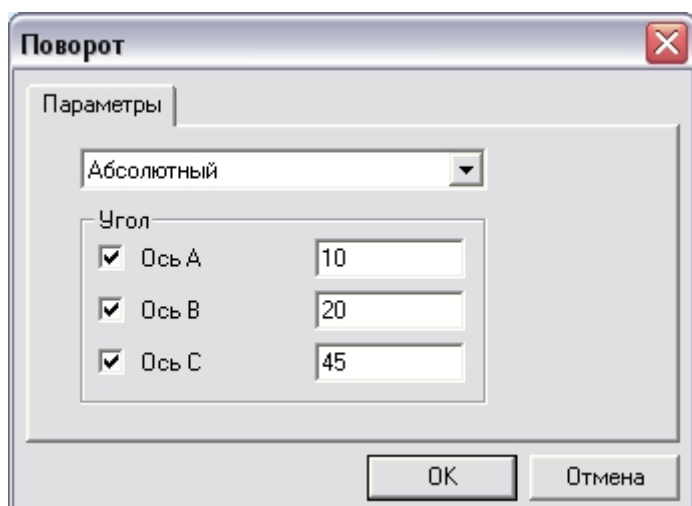 Поворот
Параметры
Абсолютный
Угол
Ось A 10
Ось B 20
Ось C 45
OK Отмена